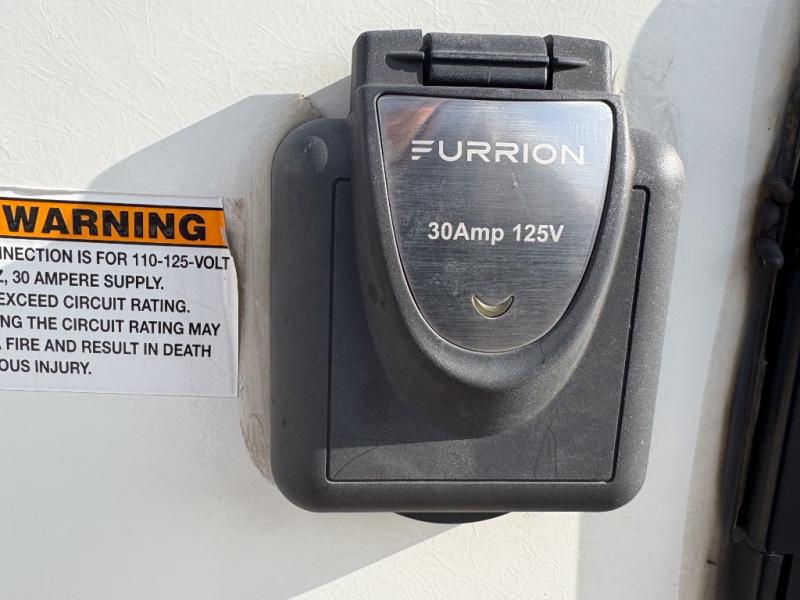 FURRION
30Amp 125V
WARNING
NNECTION IS FOR 110-125-VOLT
Z, 30 AMPERE SUPPLY.
EXCEED CIRCUIT RATING.
NG THE CIRCUIT RATING MAY
A FIRE AND RESULT IN DEATH
OUS INJURY.